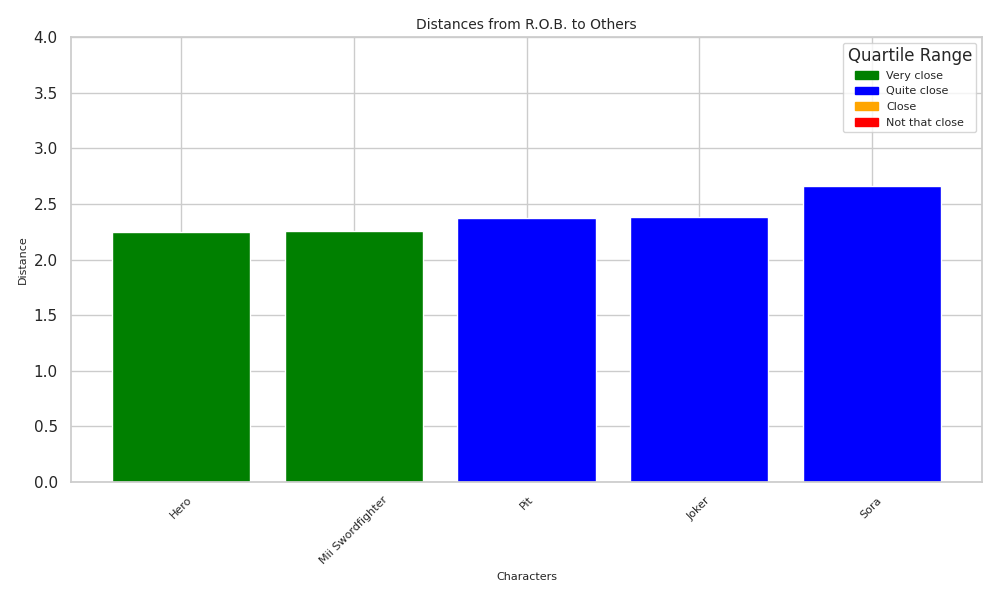 Distances from R.O.B. to Others
4.0
3.5
3.0
2.5
2.0
1.5
1.0
0.5
0.0
Distance
Quartile Range
Very close
Quite close
Close
Not that close
Hero
Mii Swordfighter
Pit
Joker
Sora
Characters